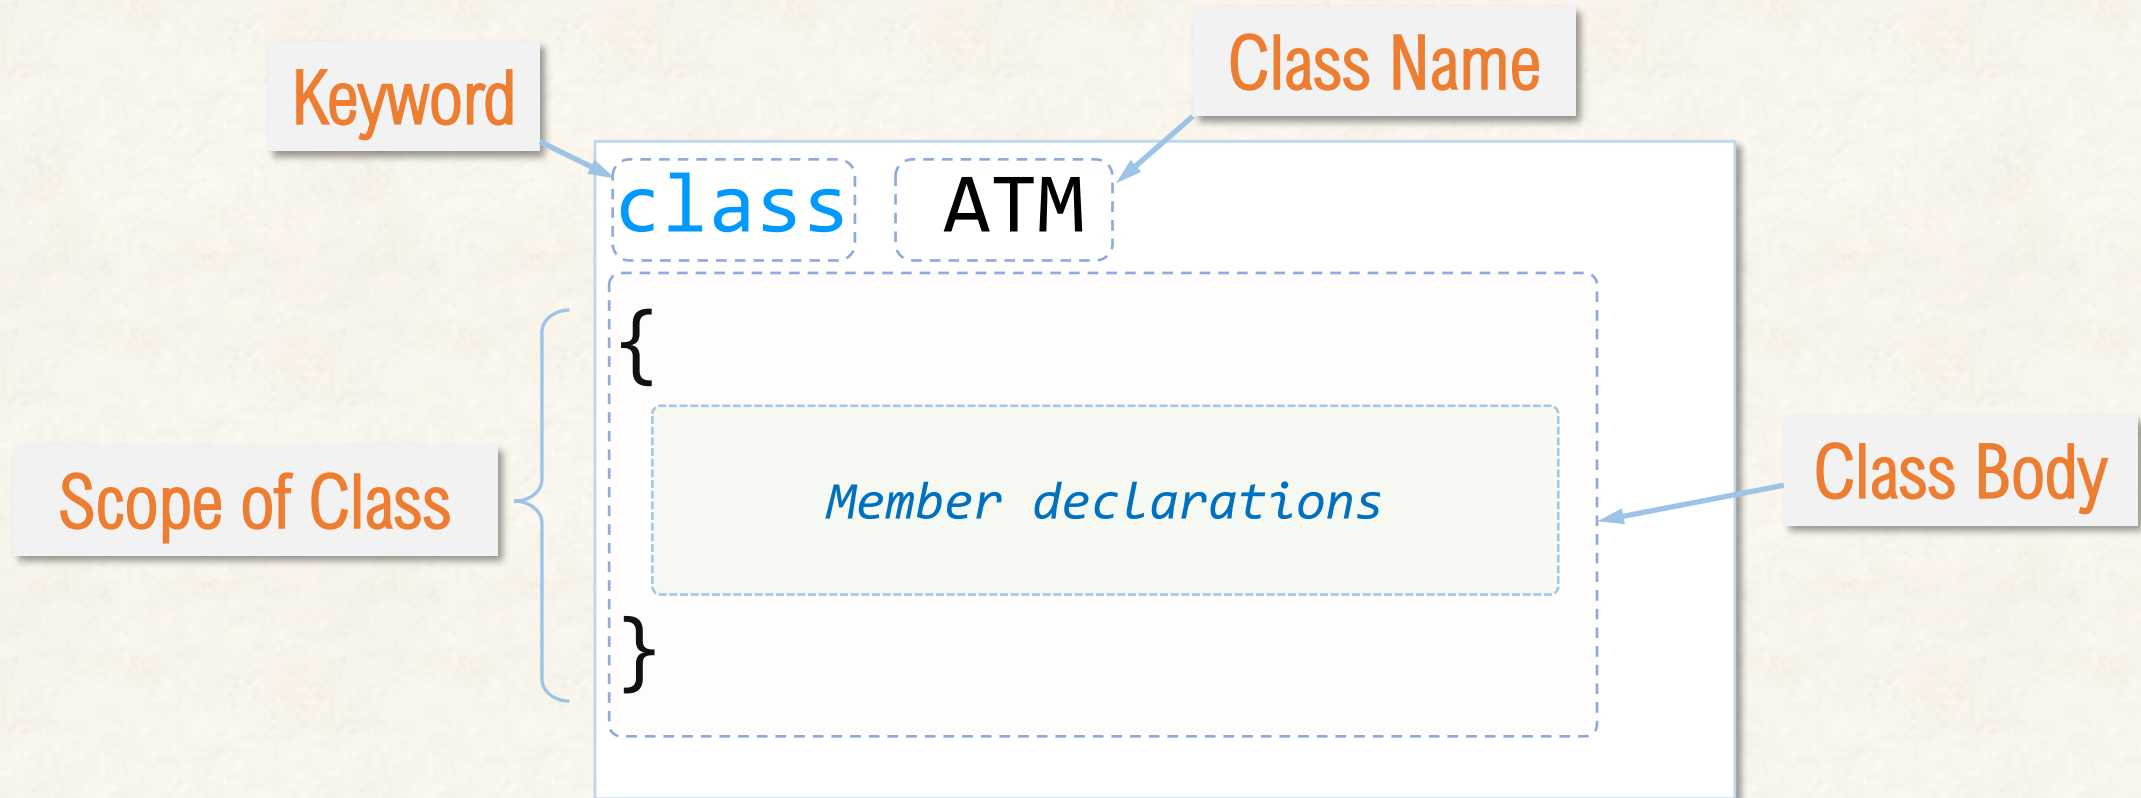 Class Name
Keyword
class ATM
{
Member declarations
Scope of Class
Class Body
}